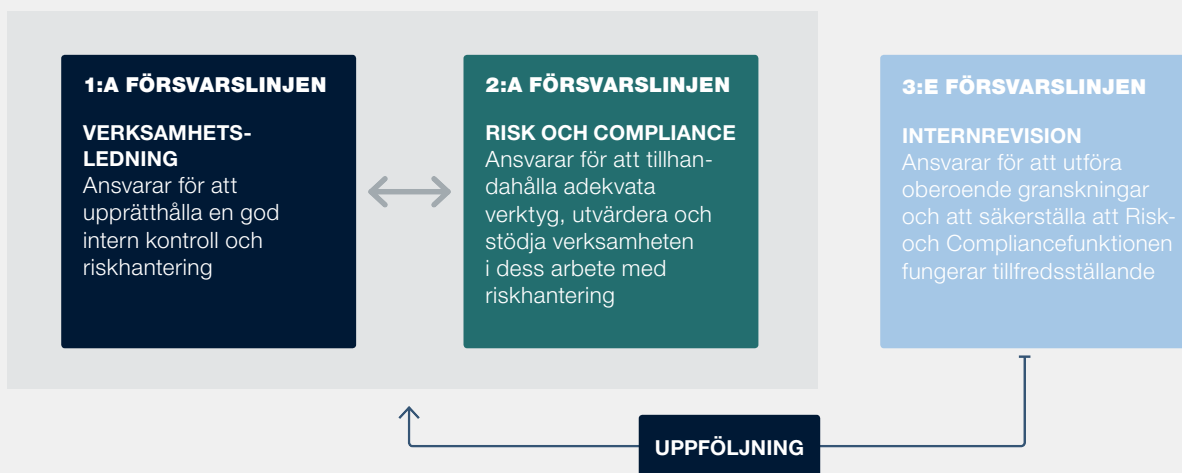 1:A FÖRSVARSLINJEN
VERKSAMHETS-
LEDNING
Ansvarar för att
upprätthålla en god
intern kontroll och
riskhantering
2:A FÖRSVARSLINJEN
RISK OCH COMPLIANCE
Ansvarar för att tillhan-
dahålla adekvata
verktyg, utvärdera och
stödja verksamheten
i dess arbete med
riskhantering
3:E FÖRSVARSLINJEN
INTERNREVISION
Ansvarar för att utföra
oberoende granskningar
och att säkerställa att Risk-
och Compliancefunktionen
fungerar tillfredsställande
UPPFÖLJNING